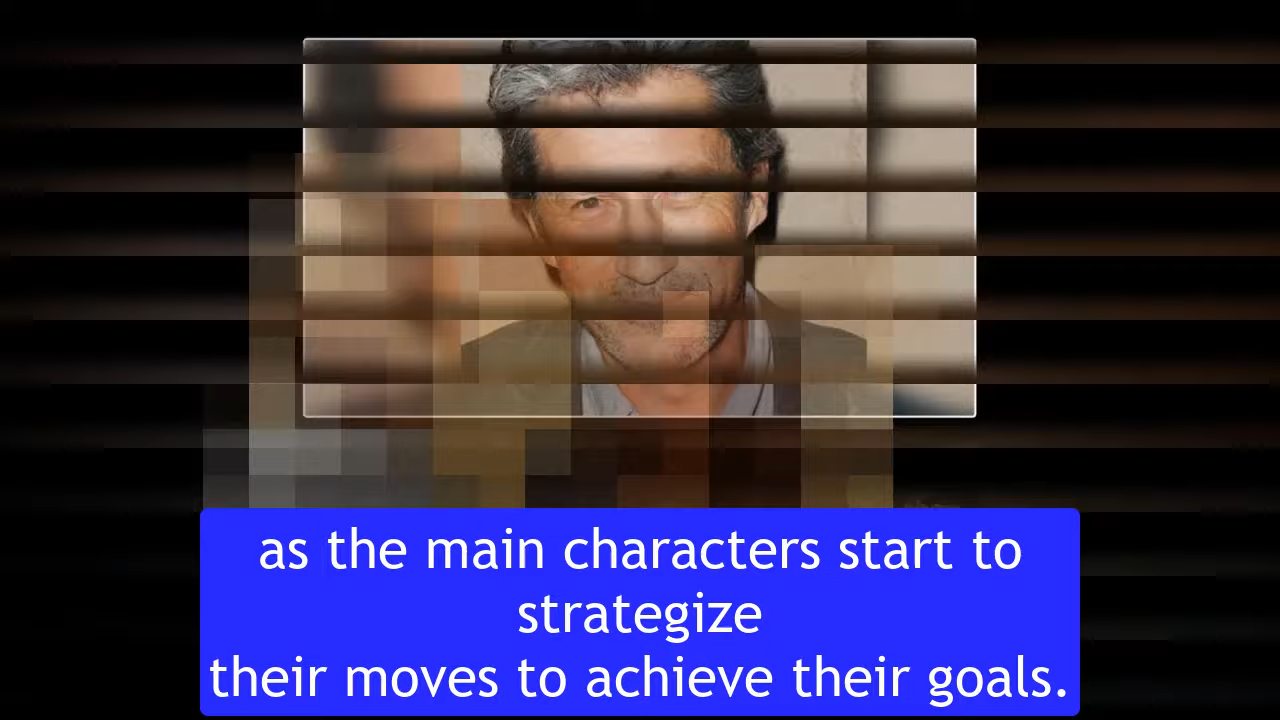 as the main characters start to
strategize
their moves to achieve their goals.